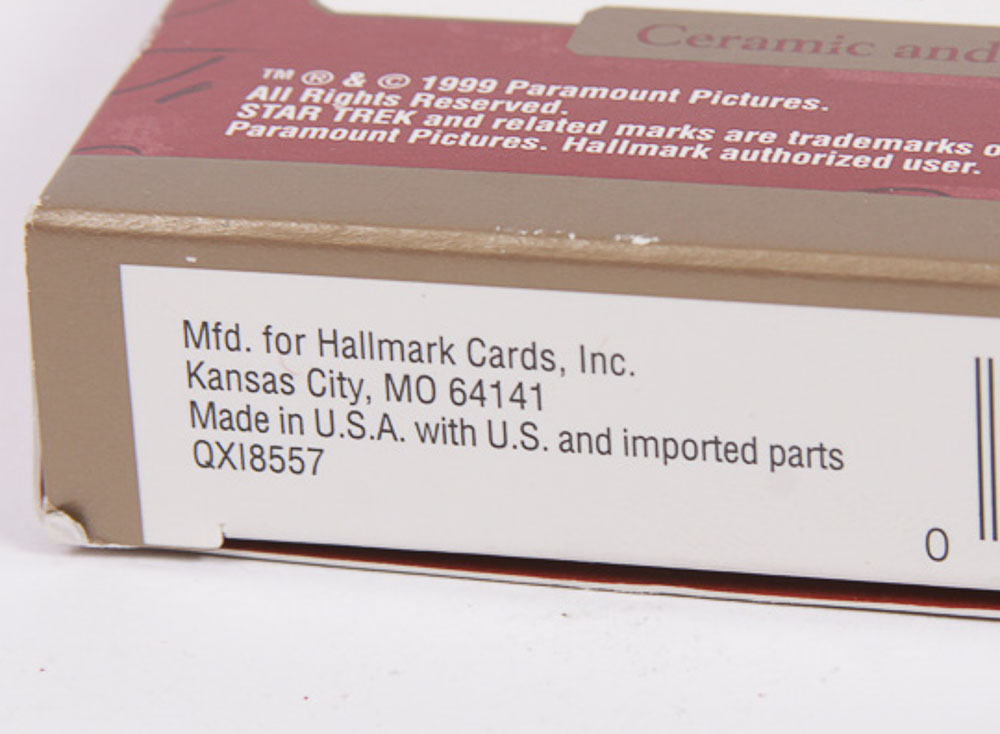 Ceramic and
TM ® & © 1999 Paramount Pictures.
All Rights Reserved.
STAR TREK and related marks are trademarks
Paramount Pictures. Hallmark authorized user.
Mfd. for Hallmark Cards, Inc.
Kansas City, MO 64141
Made in U.S.A. with U.S. and imported parts
QXI8557
0